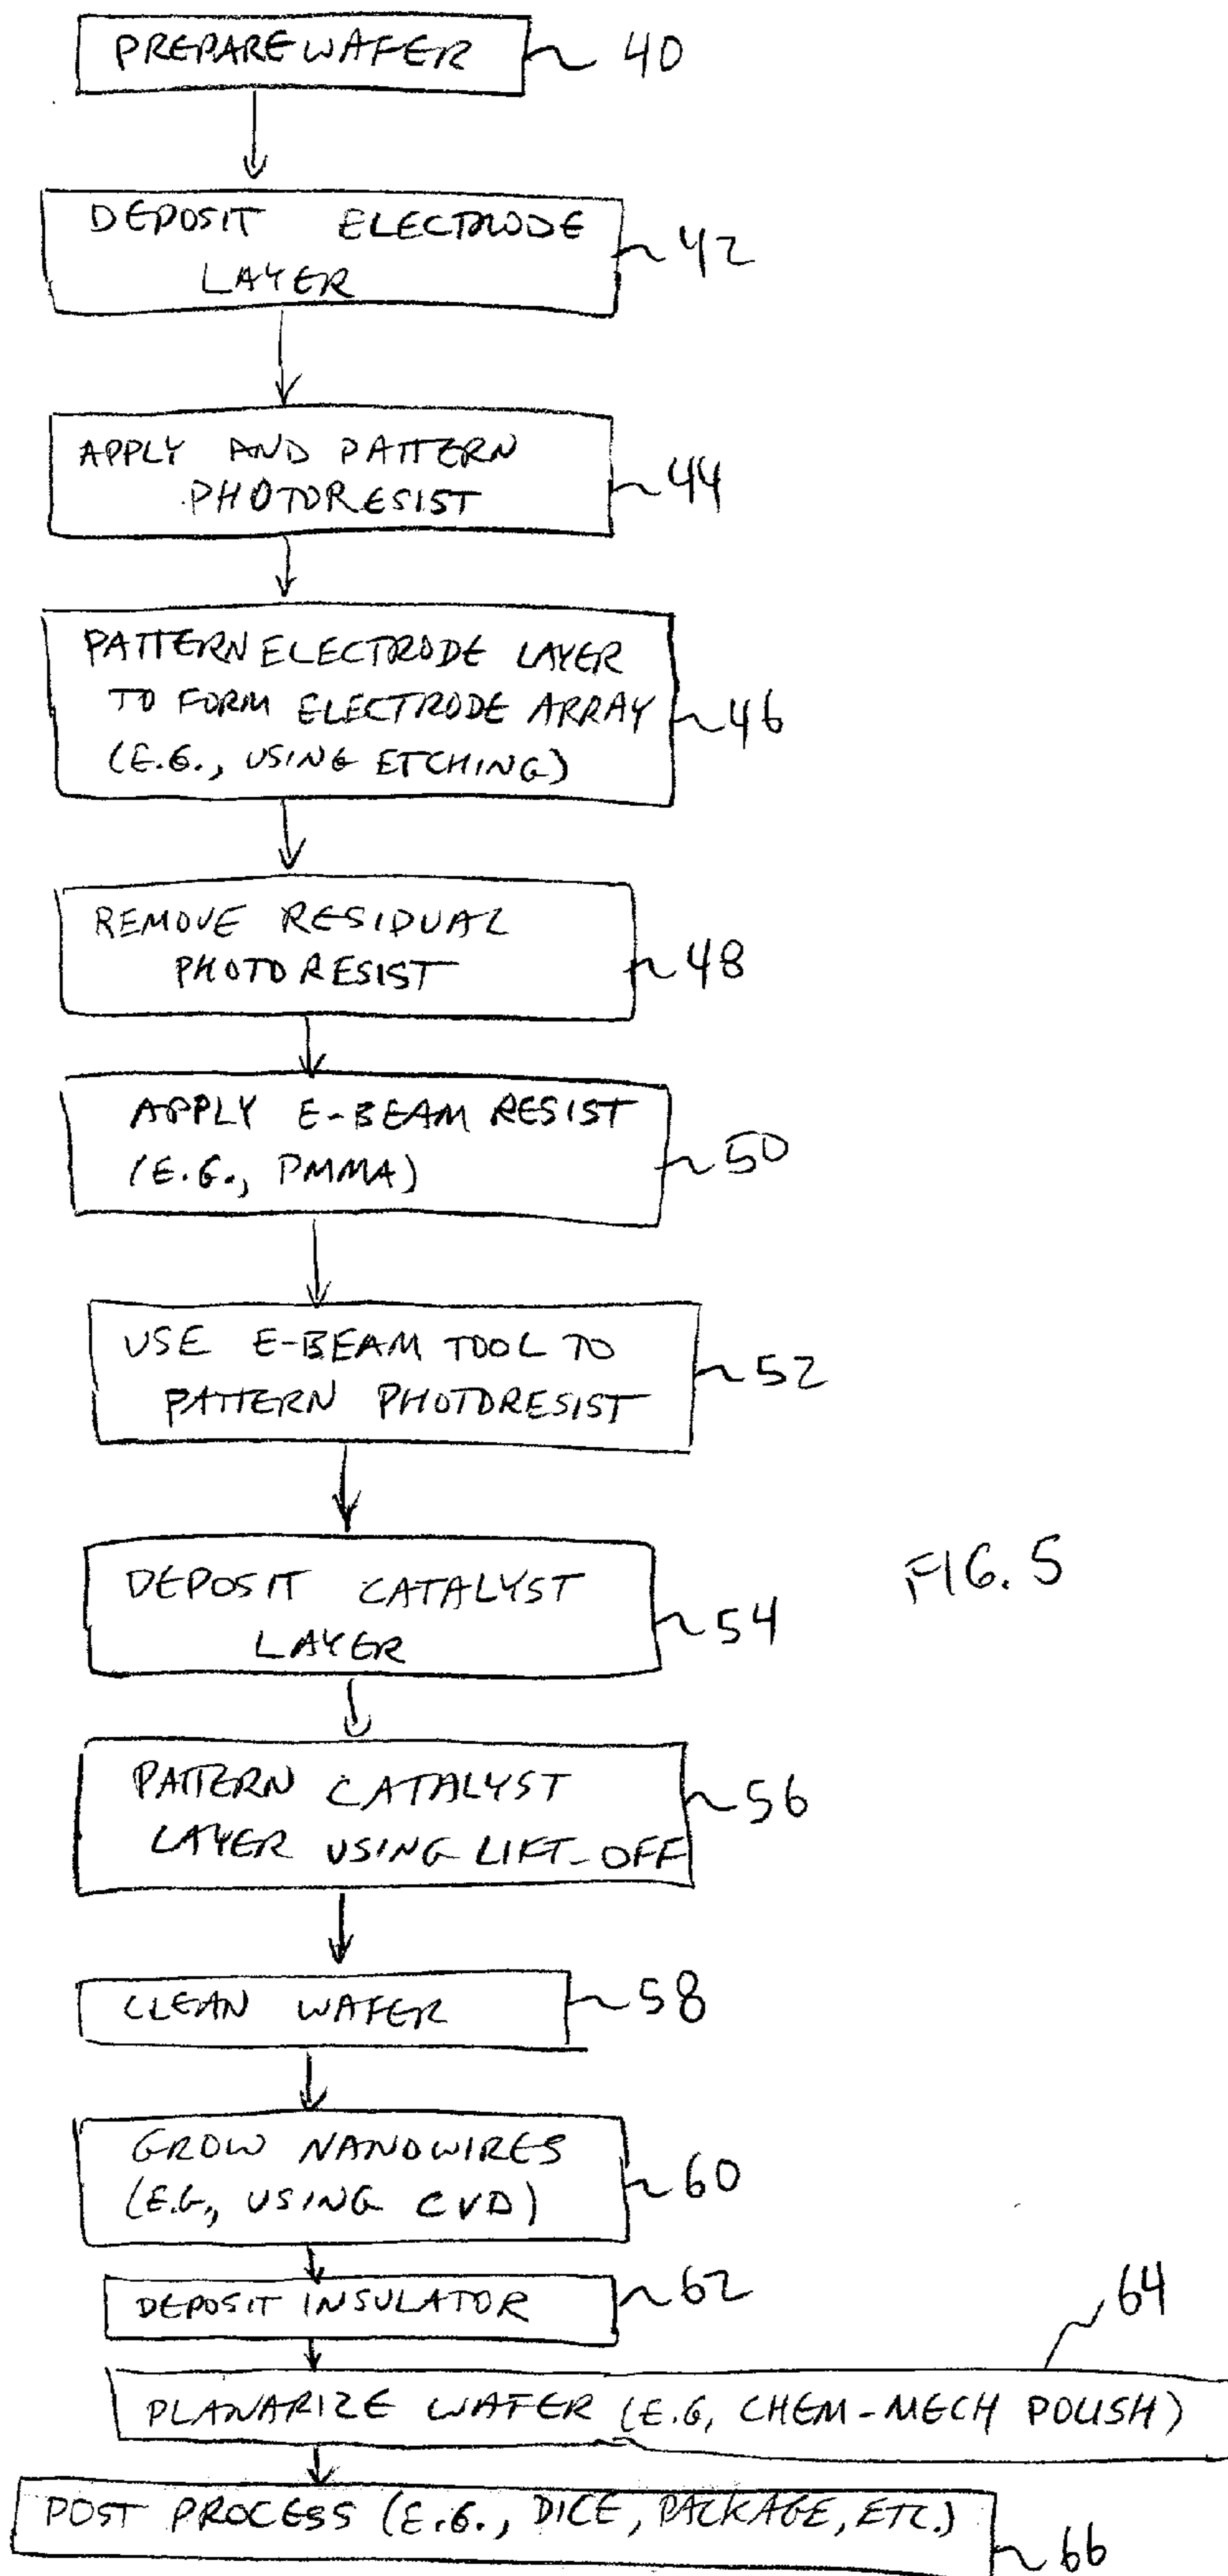 PREPARE WAFER 40
DEPOSIT ELECTRODE
LAYER 42
APPLY AND PATTERN
PHOTORESIST 44
PATTERN ELECTRODE LAYER
TO FORM ELECTRODE ARRAY 46
(E.G., USING ETCHING)
REMOVE RESIDUAL
PHOTORESIST 48
APPLY E-BEAM RESIST
(E.G., PMMA) 50
USE E-BEAM TOOL TO
PATTERN PHOTORESIST 52
DEPOSIT CATALYST
LAYER 54
FIG. 5
PATTERN CATALYST 56
LAYER USING LIFT-OFF
CLEAN WAFER 58
GROW NANOWIRES
(E.G., USING CVD) 60
DEPOSIT INSULATOR 62
64
PLANARIZE WAFER (E.G, CHEM-MECH POLISH)
POST PROCESS (E.G., DICE, PACKAGE, ETC.)
66